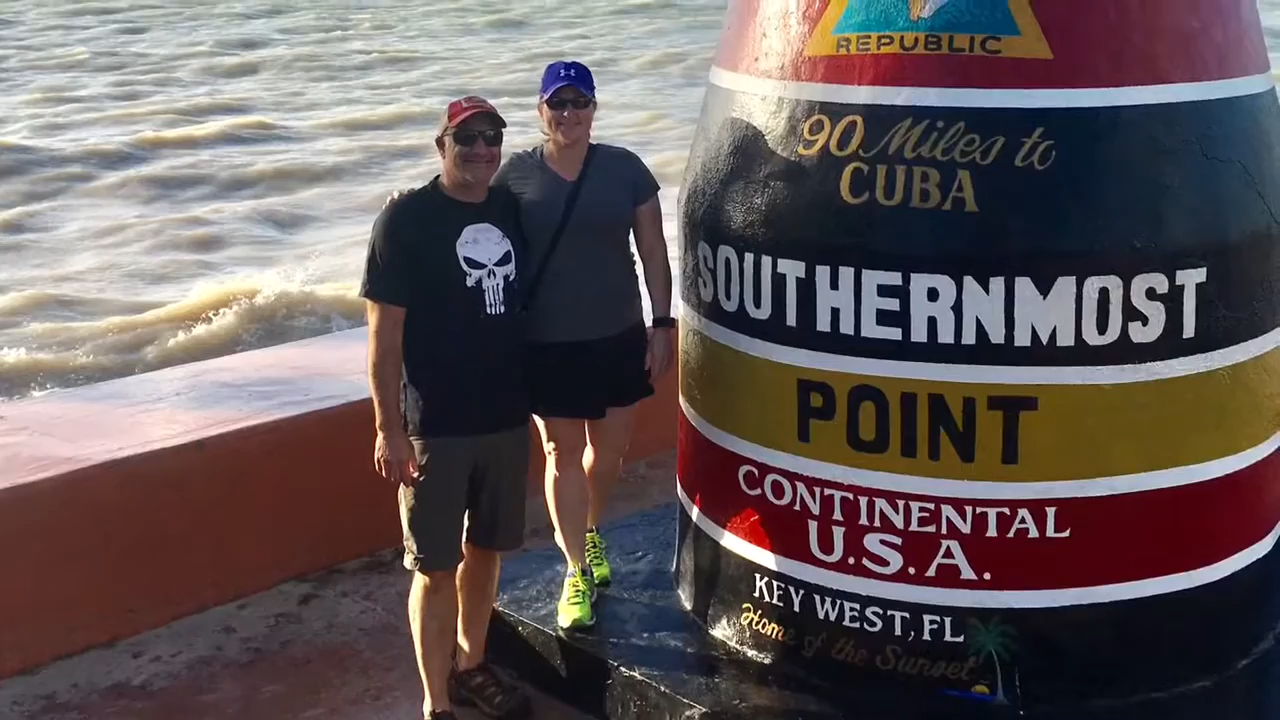 REPUBLIC
90 Miles to
CUBA
SOUTHERNMOST
POINT
CONTINENTAL
U.S.A.
KEY WEST, FL
Home of the Sunset